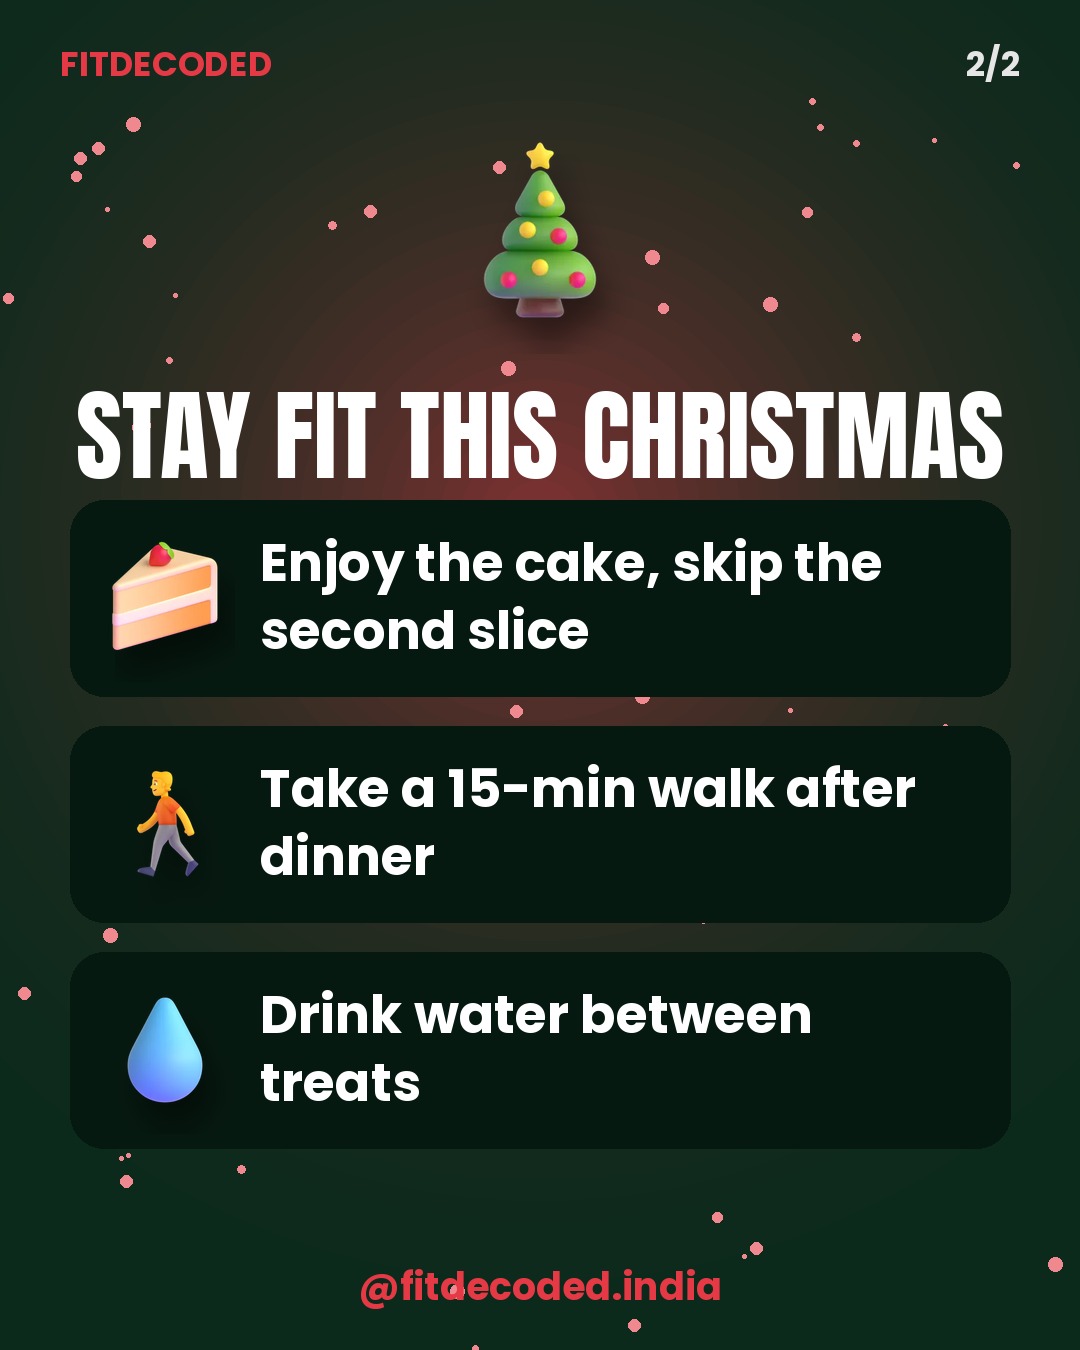 FITDECODED
2/2
STAY FIT THIS CHRISTMAS
Enjoy the cake, skip the
second slice
Take a 15-min walk after
dinner
Drink water between
treats
@fitdecoded.india